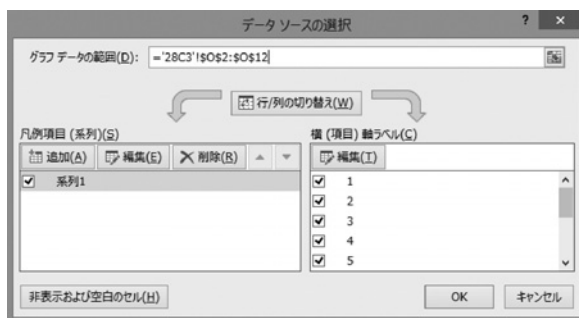 データ ソースの選択 ? ×
グラフ データの範囲(D): ='28C3'!$O$2:$O$12
行/列の切り替え(W)
凡例項目 (系列)(S)
横 (項目) 軸ラベル(C)
追加(A) 編集(E) 削除(R)
編集(T)
系列1
1
2
3
4
5
非表示および空白のセル(H)
OK キャンセル